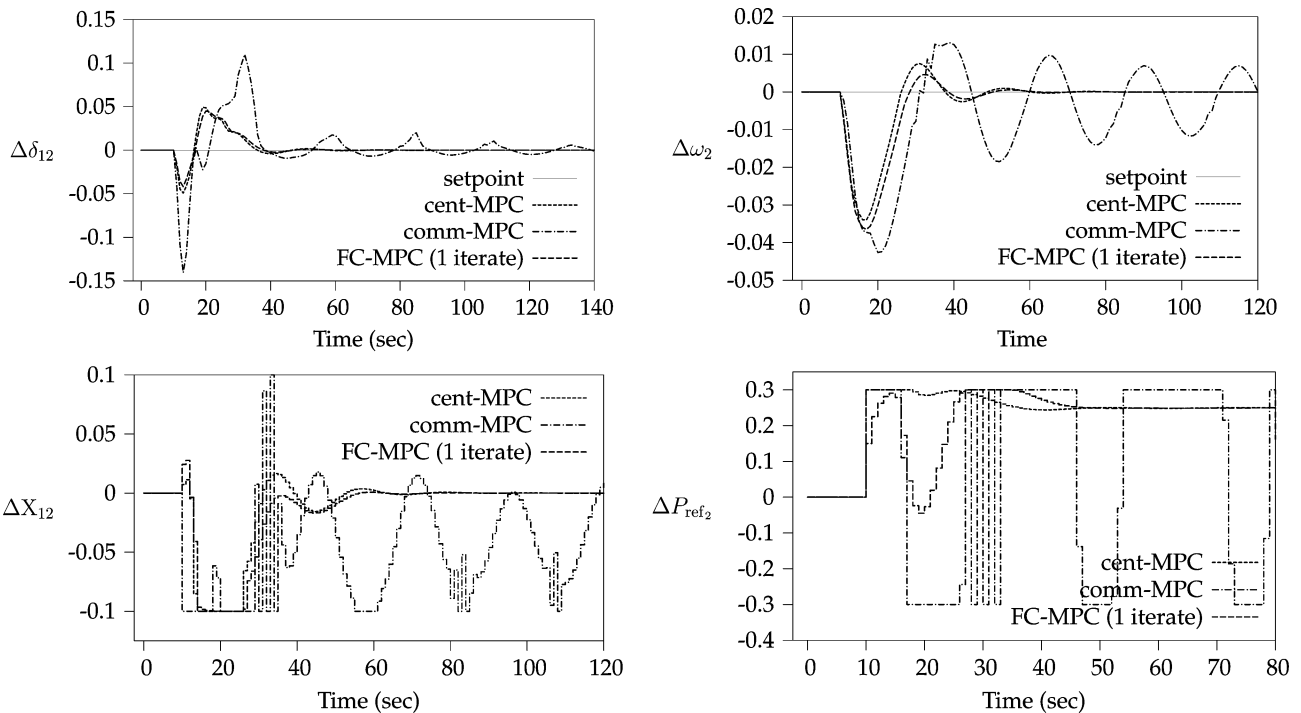 0.15
0.1
0.05
0
-0.05
-0.1
-0.15
Δδ12
setpoint
cent-MPC
comm-MPC
FC-MPC (1 iterate)
0 20 40 60 80 100 120 140
Time (sec)
0.02
0.01
0
-0.01
-0.02
-0.03
-0.04
-0.05
Δω2
setpoint
cent-MPC
comm-MPC
FC-MPC (1 iterate)
0 20 40 60 80 100 120
Time
0.1
0.05
0
-0.05
-0.1
ΔX12
cent-MPC
comm-MPC
FC-MPC (1 iterate)
0 20 40 60 80 100 120
Time (sec)
0.3
0.2
0.1
0
-0.1
-0.2
-0.3
-0.4
ΔPref2
cent-MPC
comm-MPC
FC-MPC (1 iterate)
0 10 20 30 40 50 60 70 80
Time (sec)